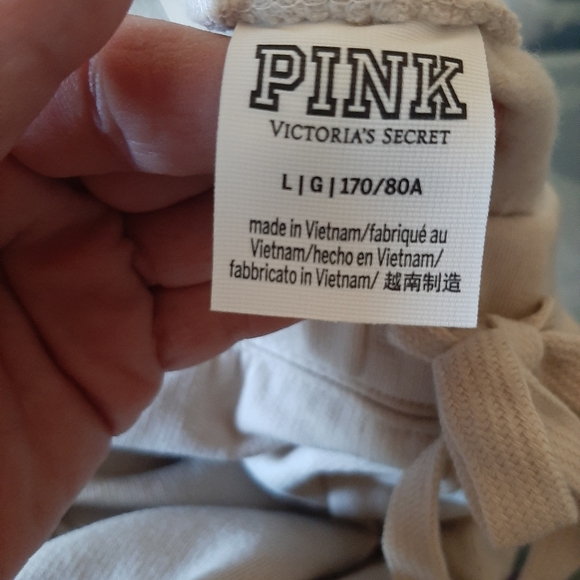 PINK
VICTORIA'S SECRET
L | G | 170/80A
made in Vietnam/fabriqué au
Vietnam/hecho en Vietnam/
fabbricato in Vietnam/ 越南制造